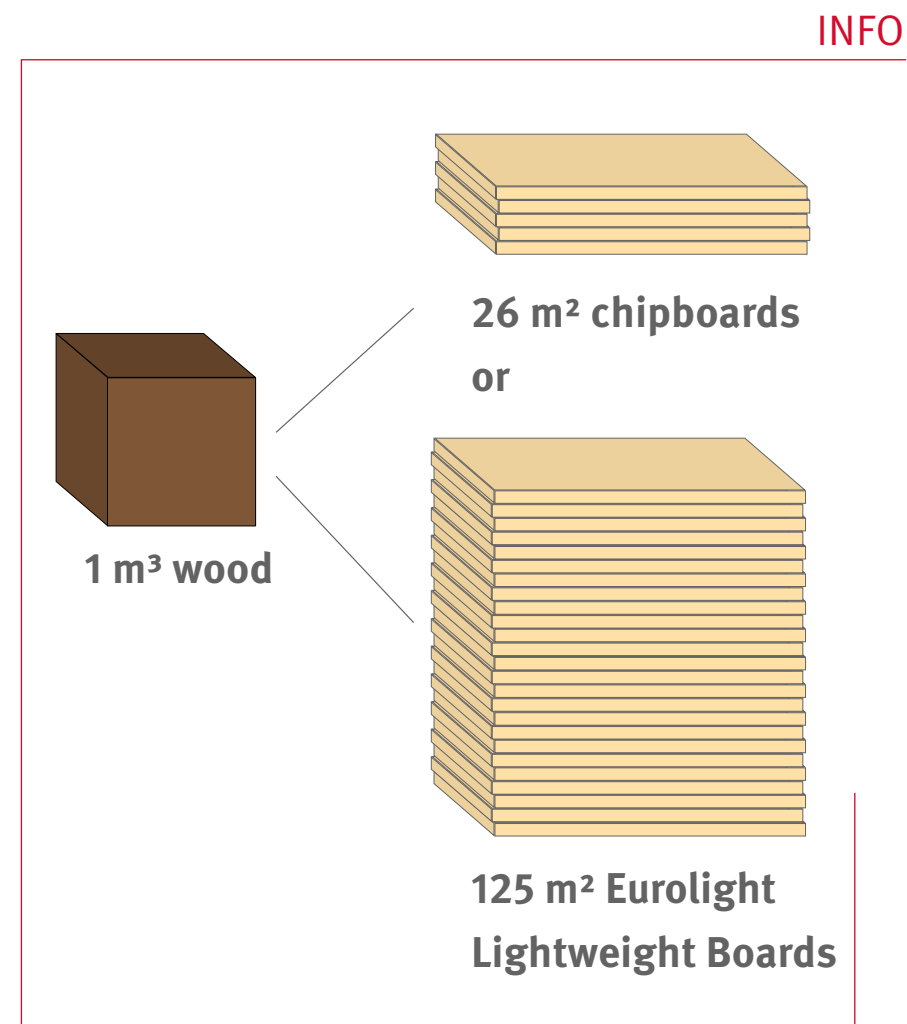 INFO
26 m² chipboards
or
1 m³ wood
125 m² Eurolight
Lightweight Boards